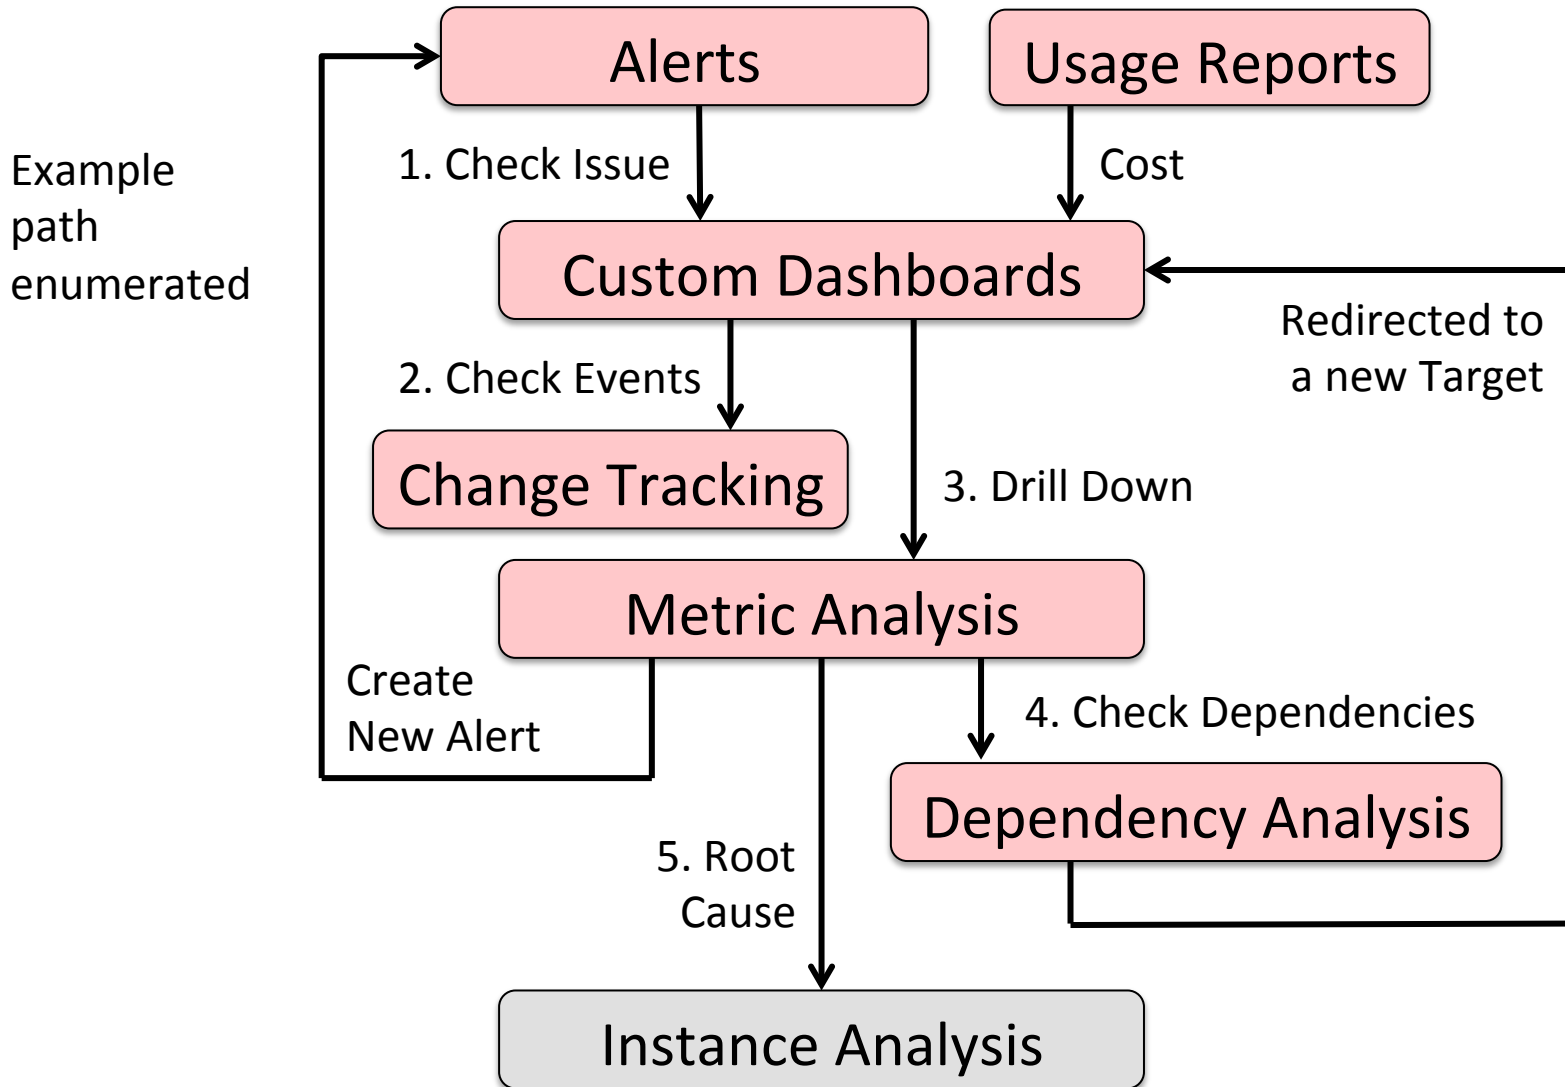 Alerts
Usage Reports
Example
path
enumerated
1. Check Issue
Cost
Custom Dashboards
Redirected to
a new Target
2. Check Events
Change Tracking
3. Drill Down
Metric Analysis
Create
New Alert
4. Check Dependencies
Dependency Analysis
5. Root
Cause
Instance Analysis